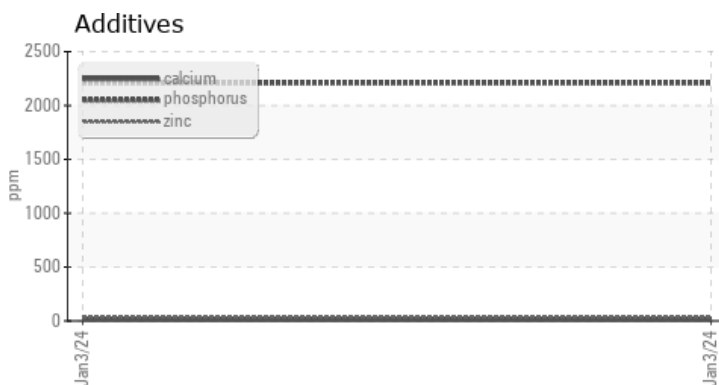 Additives
2500
2000
1500
1000
500
0
ppm
calcium
phosphorus
zinc
Jan3/24
Jan3/24